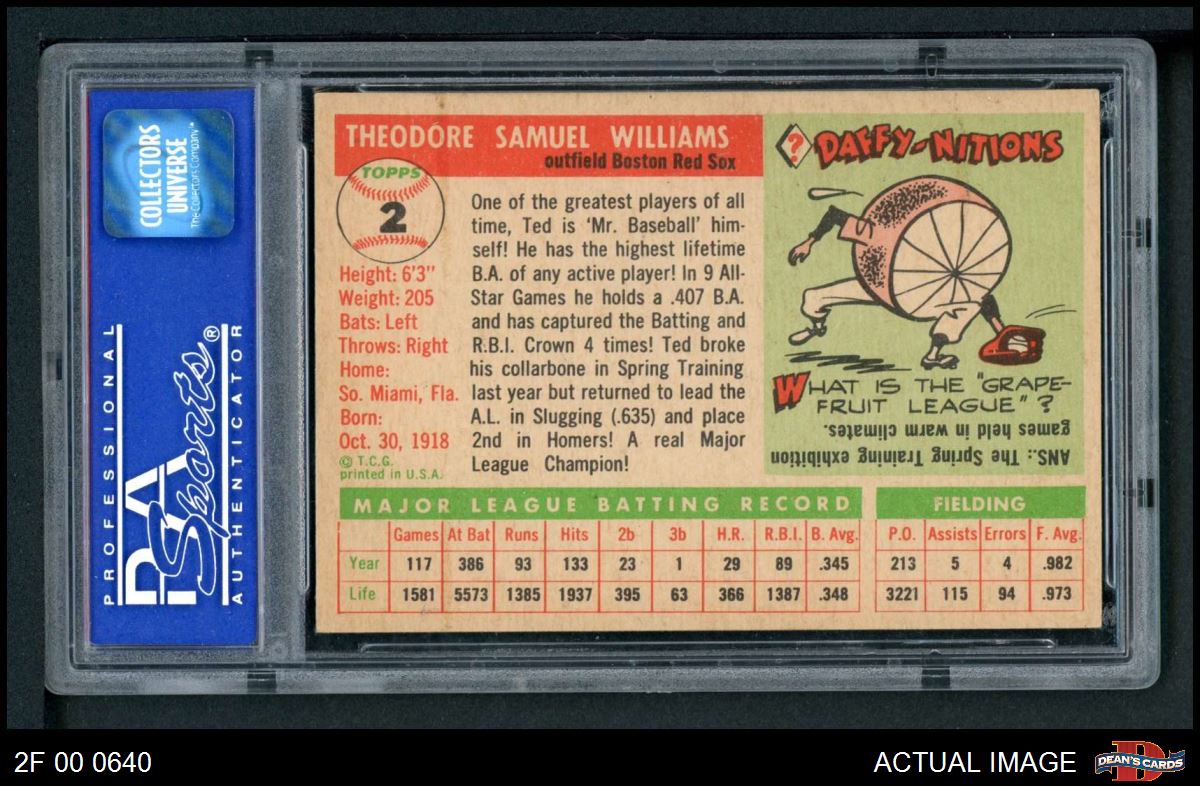 COLLECTORS
UNIVERSE
The Collectors Company™
PROFESSIONAL
PSA
Sports®
AUTHENTICATOR
THEODORE SAMUEL WILLIAMS
outfield Boston Red Sox
TOPPS
2
Height: 6'3"
Weight: 205
Bats: Left
Throws: Right
Home:
So. Miami, Fla.
Born:
Oct. 30, 1918
© T.C.G.
printed in U.S.A.
One of the greatest players of all
time, Ted is 'Mr. Baseball' him-
self! He has the highest lifetime
B.A. of any active player! In 9 All-
Star Games he holds a .407 B.A.
and has captured the Batting and
R.B.I. Crown 4 times! Ted broke
his collarbone in Spring Training
last year but returned to lead the
A.L. in Slugging (.635) and place
2nd in Homers! A real Major
League Champion!
? DAFFY-NITIONS
WHAT IS THE "GRAPE-
FRUIT LEAGUE"?
ANS.: The Spring Training exhibition
games held in warm climates.
MAJOR LEAGUE BATTING RECORD
Games At Bat Runs Hits 2b 3b H.R. R.B.I. B. Avg.
Year 117 386 93 133 23 1 29 89 .345
Life 1581 5573 1385 1937 395 63 366 1387 .348
FIELDING
P.O. Assists Errors F. Avg.
213 5 4 .982
3221 115 94 .973
2F 00 0640
ACTUAL IMAGE
D
DEAN'S CARDS